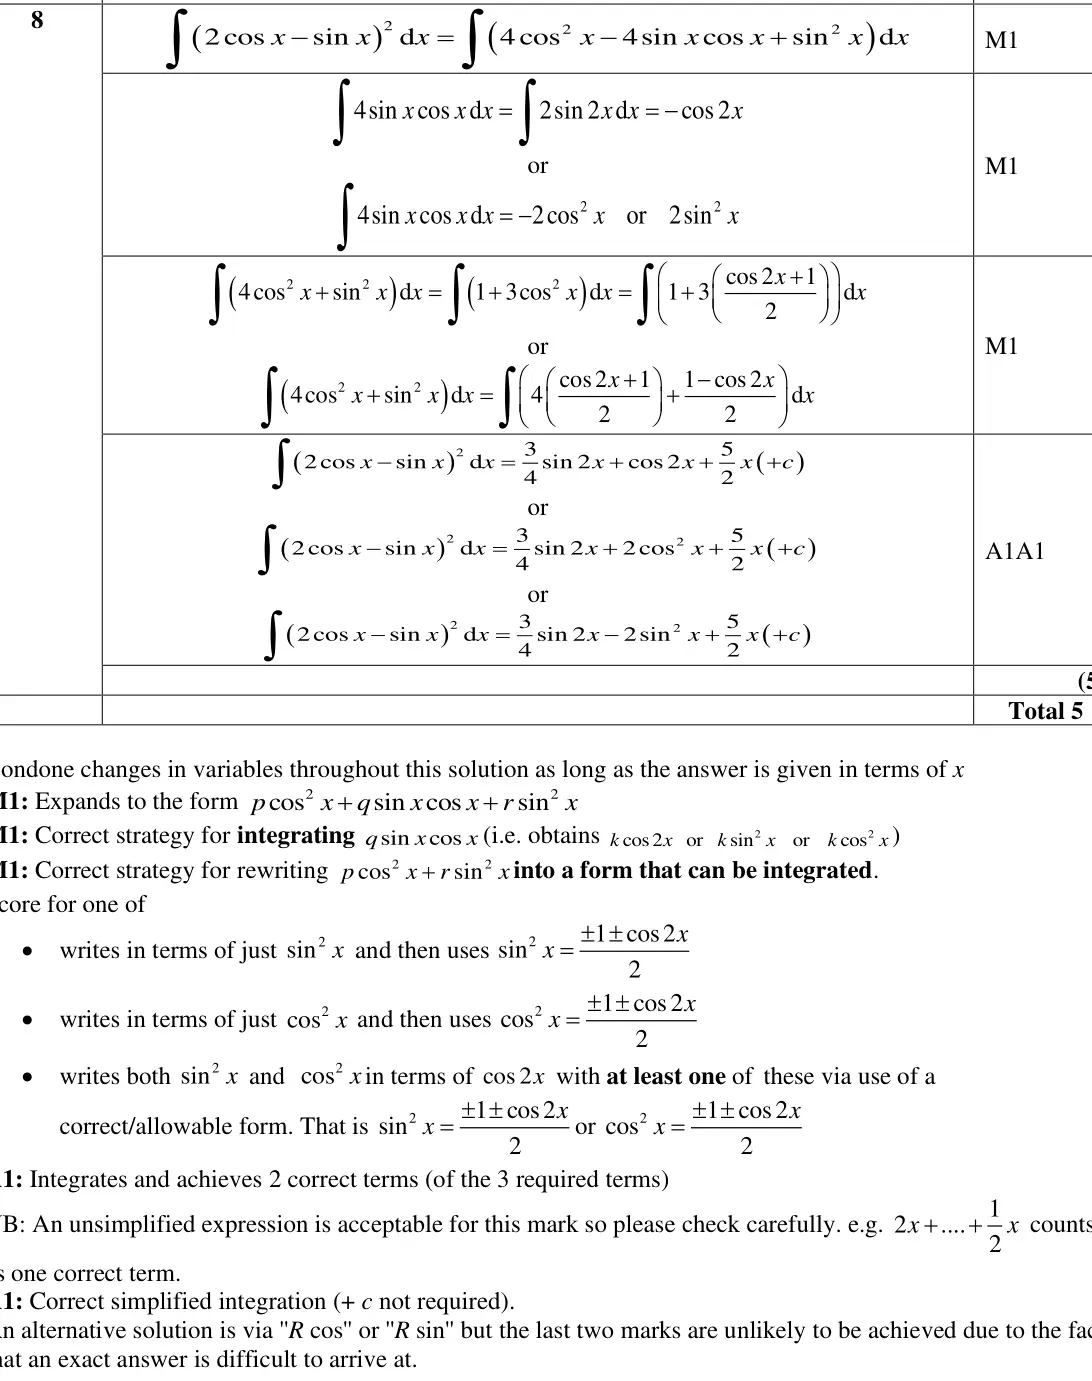 8
∫(2cos x − sin x)² dx = ∫(4cos² x − 4sin x cos x + sin² x)dx M1
∫4sin x cos x dx = ∫2sin 2x dx = −cos 2x
or M1
∫4sin x cos x dx = −2cos² x or 2sin² x
∫(4cos² x + sin² x)dx = ∫(1 + 3cos² x)dx = ∫(1 + 3((cos 2x + 1)/2))dx
or M1
∫(4cos² x + sin² x)dx = ∫(4((cos 2x + 1)/2) + (1 − cos 2x)/2)dx
∫(2cos x − sin x)² dx = 3/4 sin 2x + cos 2x + 5/2 x(+c)
or
∫(2cos x − sin x)² dx = 3/4 sin 2x + 2cos² x + 5/2 x(+c) A1A1
or
∫(2cos x − sin x)² dx = 3/4 sin 2x − 2sin² x + 5/2 x(+c)
(5
Total 5
ondone changes in variables throughout this solution as long as the answer is given in terms of x
M1: Expands to the form p cos² x + q sin x cos x + r sin² x
M1: Correct strategy for integrating q sin x cos x (i.e. obtains k cos 2x or k sin² x or k cos² x)
M1: Correct strategy for rewriting p cos² x + r sin² x into a form that can be integrated.
core for one of
• writes in terms of just sin² x and then uses sin² x = (±1 ± cos 2x)/2
• writes in terms of just cos² x and then uses cos² x = (±1 ± cos 2x)/2
• writes both sin² x and cos² x in terms of cos 2x with at least one of these via use of a
correct/allowable form. That is sin² x = (±1 ± cos 2x)/2 or cos² x = (±1 ± cos 2x)/2
1: Integrates and achieves 2 correct terms (of the 3 required terms)
B: An unsimplified expression is acceptable for this mark so please check carefully. e.g. 2x + .... + 1/2 x counts
s one correct term.
1: Correct simplified integration (+ c not required).
n alternative solution is via "R cos" or "R sin" but the last two marks are unlikely to be achieved due to the fac
hat an exact answer is difficult to arrive at.